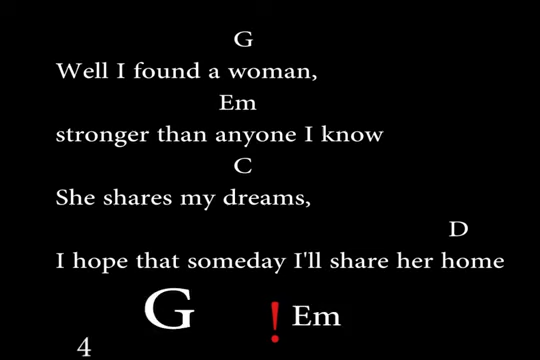 G
Well I found a woman,
Em
stronger than anyone I know
C
She shares my dreams,
D
I hope that someday I'll share her home
G ! Em
4